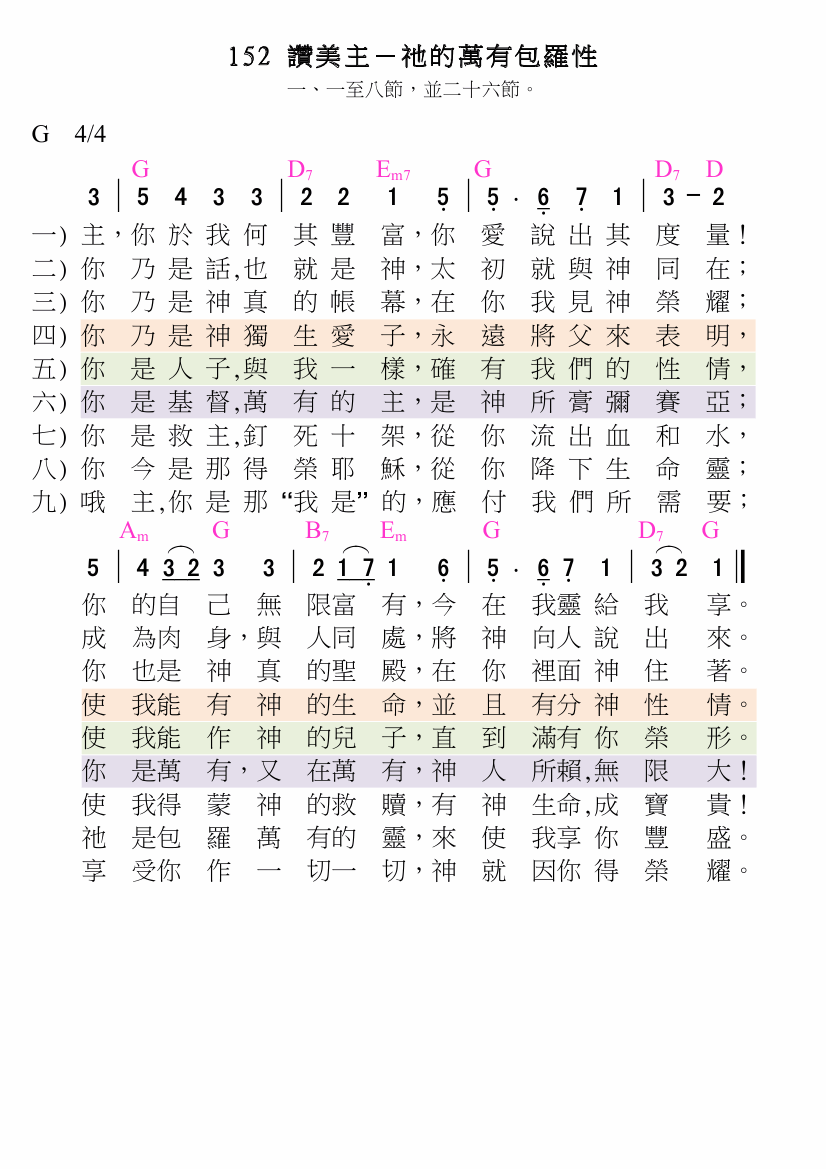 152 讚美主－祂的萬有包羅性
一、一至八節，並二十六節。
G 4/4
G D7 Em7 G D7 D
3 | 5 4 3 3 | 2 2 1 5̣ | 5̣ · 6̣ 7̣ 1 | 3 － 2
一) 主，你於我何其豐富，你愛說出其度量！
二) 你乃是話,也就是神，太初就與神同在；
三) 你乃是神真的帳幕，在你我見神榮耀；
四) 你乃是神獨生愛子，永遠將父來表明，
五) 你是人子,與我一樣，確有我們的性情，
六) 你是基督,萬有的主，是神所膏彌賽亞；
七) 你是救主,釘死十架，從你流出血和水，
八) 你今是那得榮耶穌，從你降下生命靈；
九) 哦主,你是那“我是”的，應付我們所需要；
Am G B7 Em G D7 G
5 | 4 3 2 3 3 | 2 1 7̣ 1 6̣ | 5̣ · 6̣ 7̣ 1 | 3 2 1 ‖
你的自己無限富有，今在我靈給我享。
成為肉身，與人同處，將神向人說出來。
你也是神真的聖殿，在你裡面神住著。
使我能有神的生命，並且有分神性情。
使我能作神的兒子，直到滿有你榮形。
你是萬有，又在萬有，神人所賴,無限大！
使我得蒙神的救贖，有神生命,成寶貴！
祂是包羅萬有的靈，來使我享你豐盛。
享受你作一切一切，神就因你得榮耀。